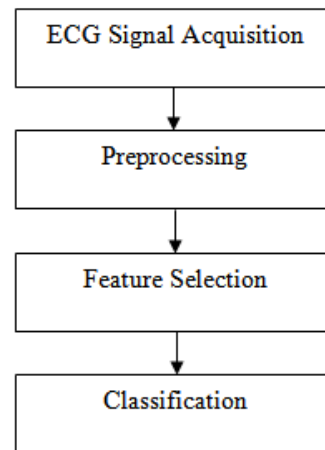 ECG Signal Acquisition
Preprocessing
Feature Selection
Classification